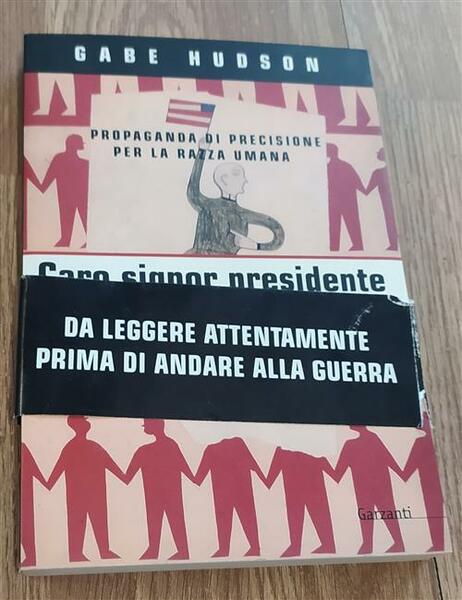 GABE HUDSON
PROPAGANDA DI PRECISIONE
PER LA RAZZA UMANA
Caro signor presidente
DA LEGGERE ATTENTAMENTE
PRIMA DI ANDARE ALLA GUERRA
Garzanti